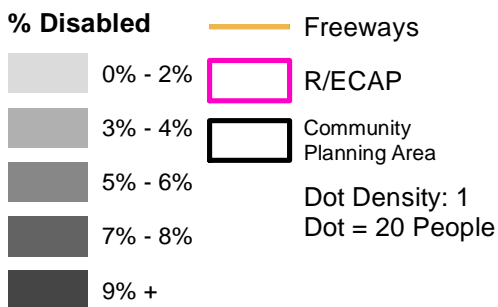 % Disabled
0% - 2%
3% - 4%
5% - 6%
7% - 8%
9% +
Freeways
R/ECAP
Community
Planning Area
Dot Density: 1
Dot = 20 People